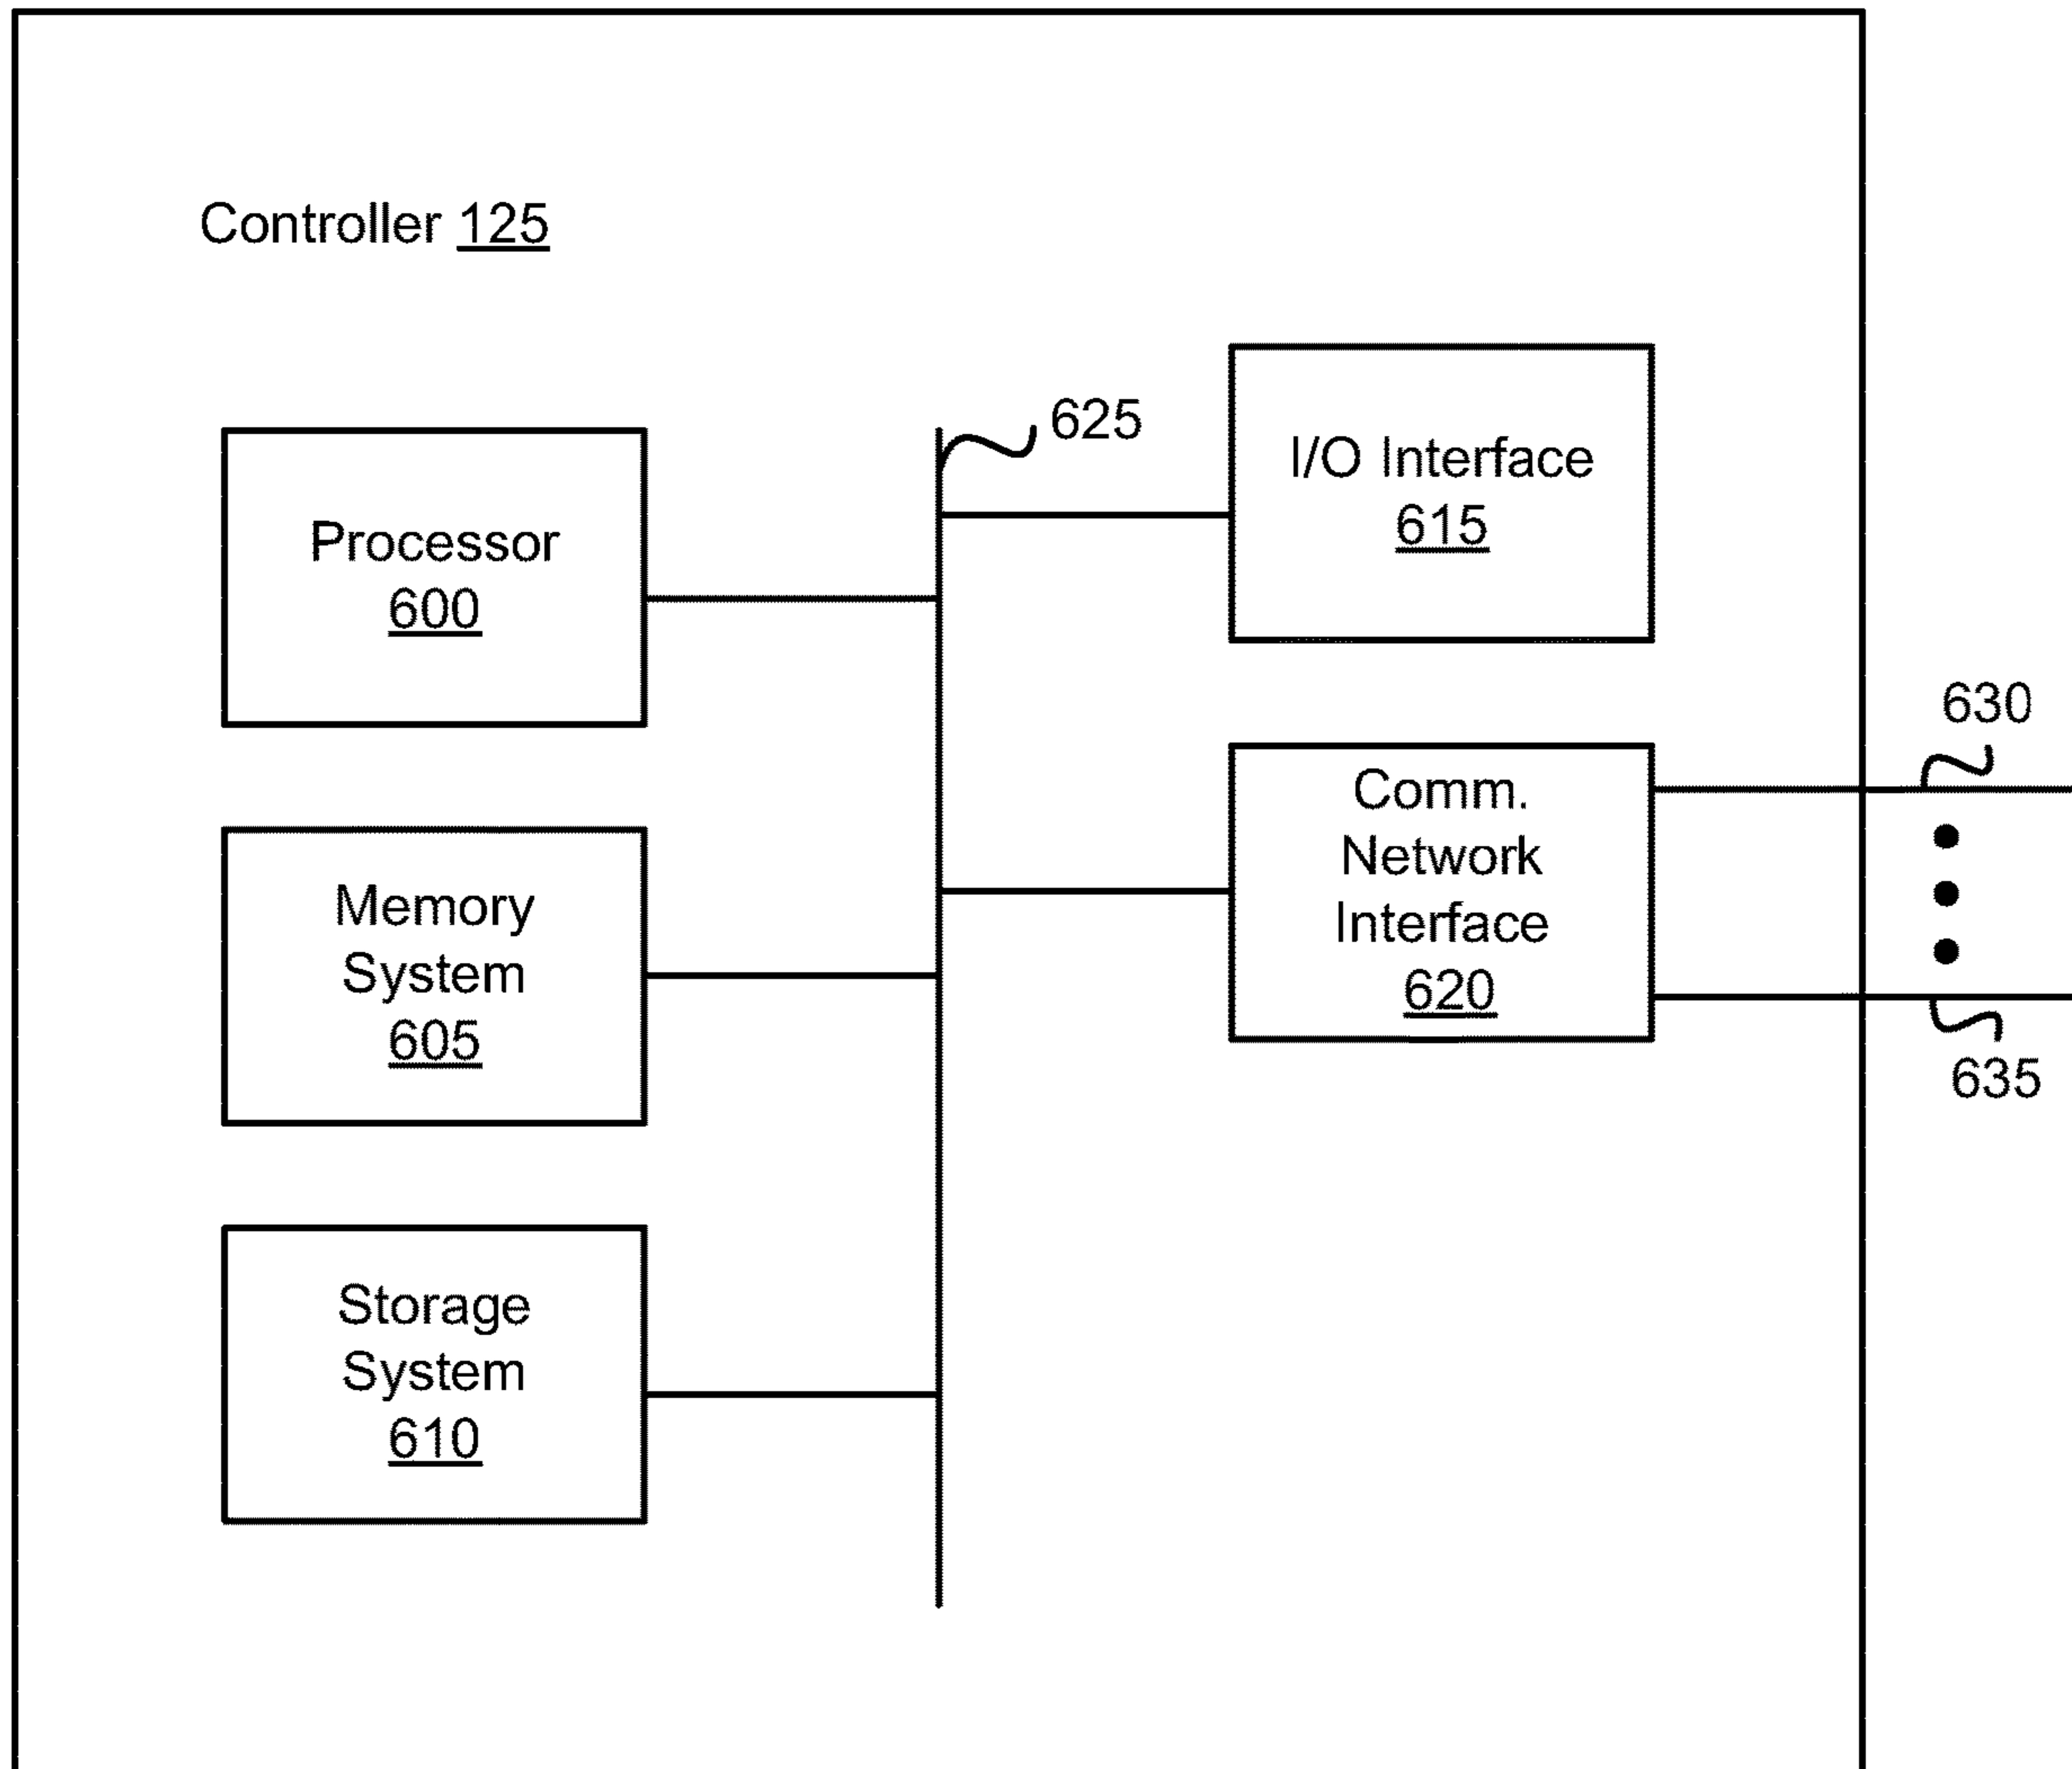 Controller 125
625
I/O Interface
615
Processor
600
630
Comm.
Network
Interface
620
Memory
System
605
635
Storage
System
610